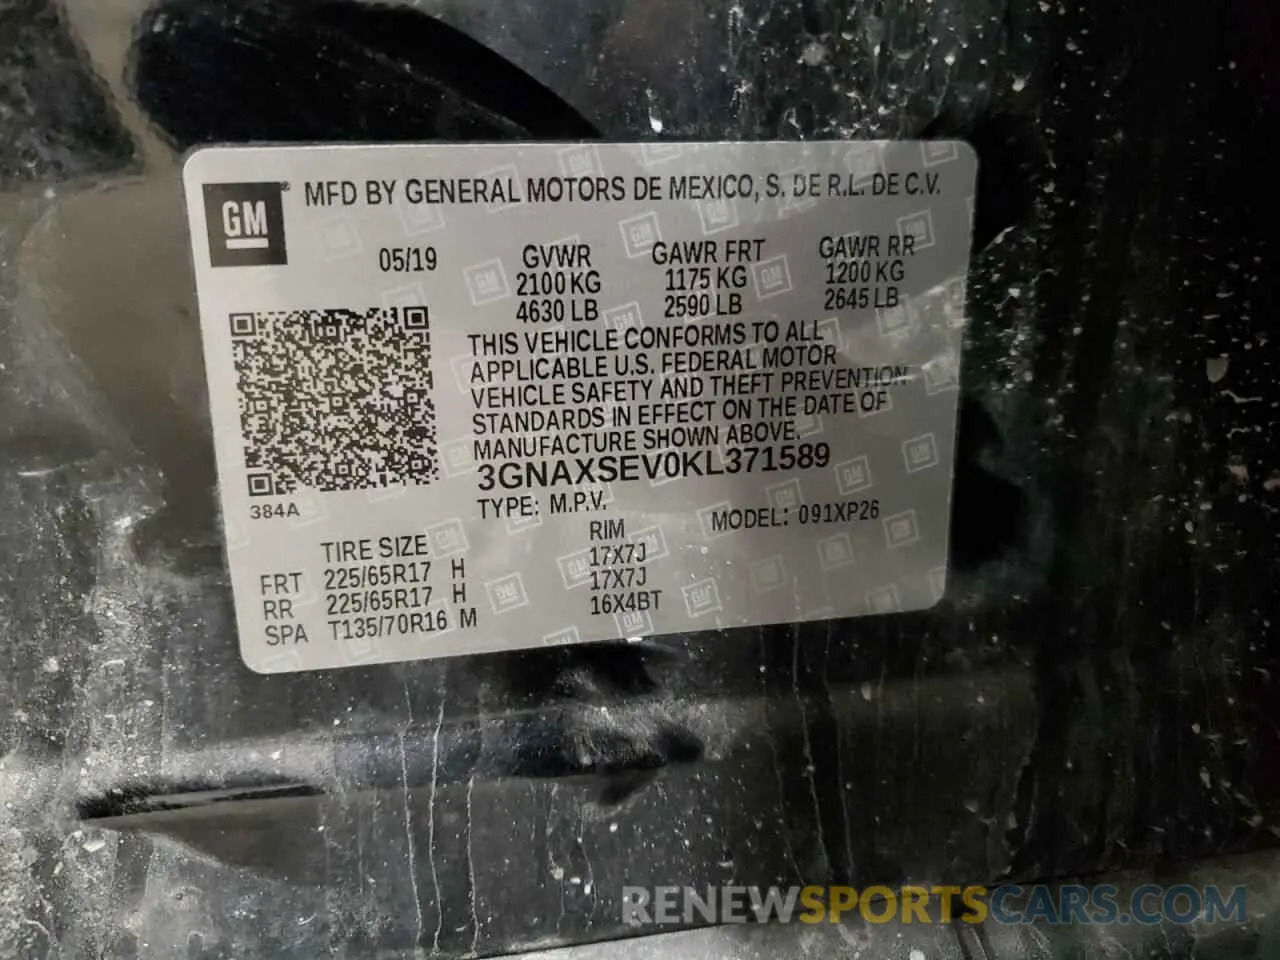 GM® MFD BY GENERAL MOTORS DE MEXICO, S. DE R.L. DE C.V.
05/19 GVWR GAWR FRT GAWR RR
2100 KG 1175 KG 1200 KG
4630 LB 2590 LB 2645 LB
THIS VEHICLE CONFORMS TO ALL
APPLICABLE U.S. FEDERAL MOTOR
VEHICLE SAFETY AND THEFT PREVENTION
STANDARDS IN EFFECT ON THE DATE OF
MANUFACTURE SHOWN ABOVE.
3GNAXSEV0KL371589
384A
TYPE: M.P.V. MODEL: 091XP26
TIRE SIZE RIM
FRT 225/65R17 H 17X7J
RR 225/65R17 H 17X7J
SPA T135/70R16 M 16X4BT
RENEWSPORTSCARS.COM